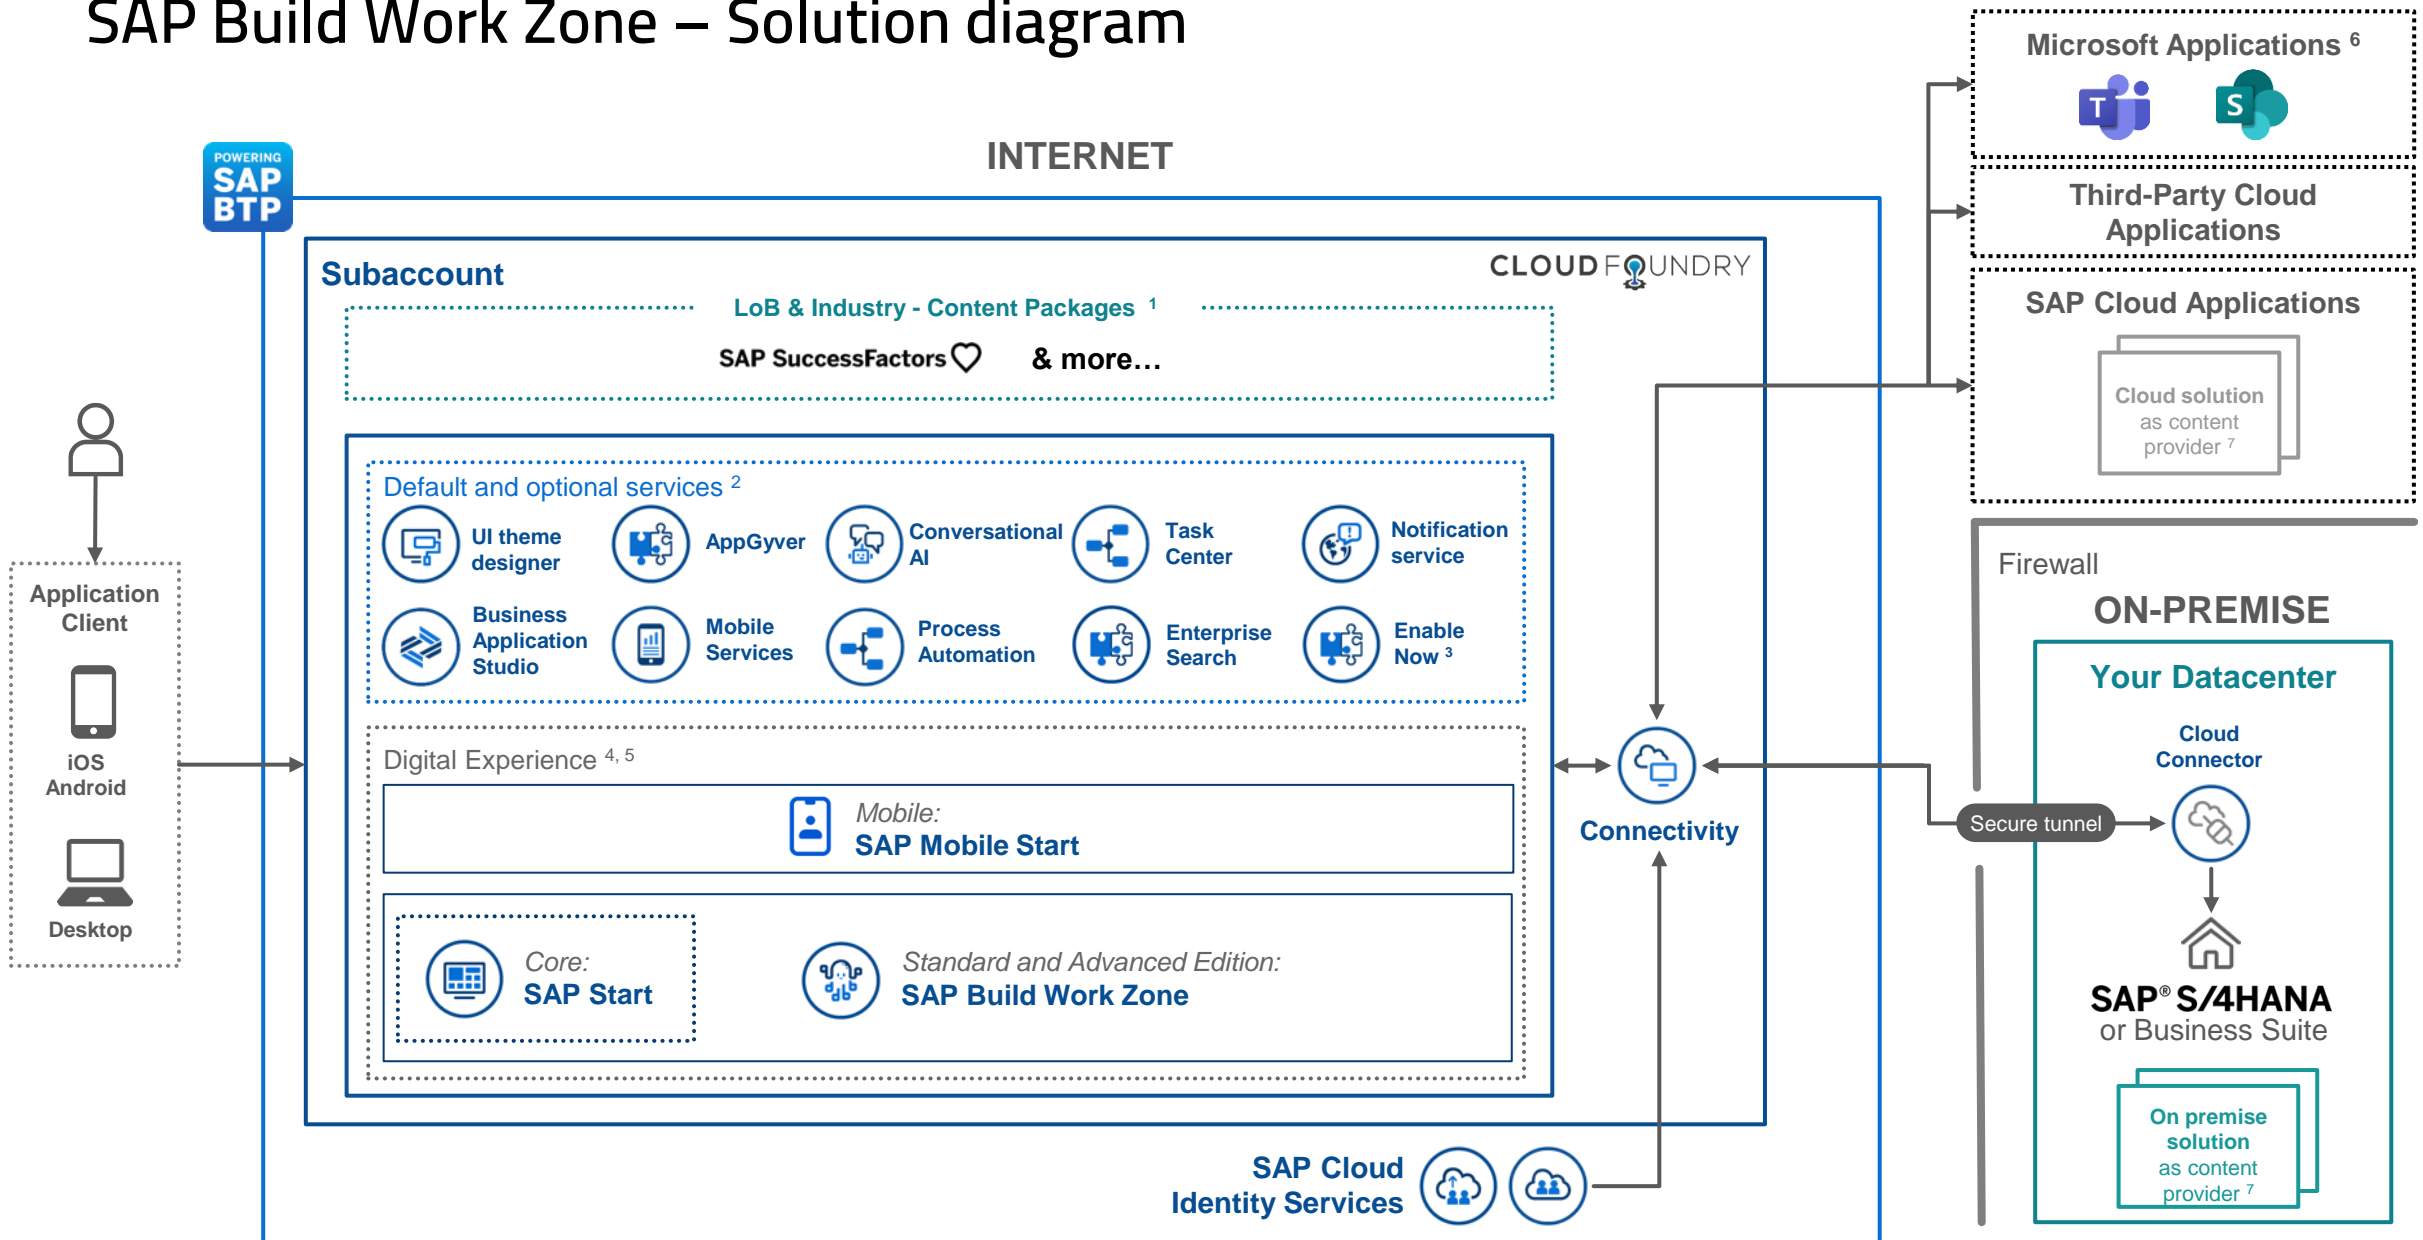 SAP Build Work Zone – Solution diagram
Microsoft Applications 6
T
S
INTERNET
POWERING
SAP
BTP
Third-Party Cloud
Applications
Subaccount
CLOUD FOUNDRY
LoB & Industry - Content Packages 1
SAP SuccessFactors
& more...
SAP Cloud Applications
Cloud solution
as content
provider 7
Default and optional services 2
UI theme
designer
AppGyver
Conversational
AI
Task
Center
Notification
service
Business
Application
Studio
Mobile
Services
Process
Automation
Enterprise
Search
Enable
Now 3
Application
Client
iOS
Android
Desktop
Digital Experience 4, 5
Mobile:
SAP Mobile Start
Core:
SAP Start
Standard and Advanced Edition:
SAP Build Work Zone
Connectivity
SAP Cloud
Identity Services
Firewall
ON-PREMISE
Your Datacenter
Cloud
Connector
Secure tunnel
SAP® S/4HANA
or Business Suite
On premise
solution
as content
provider 7